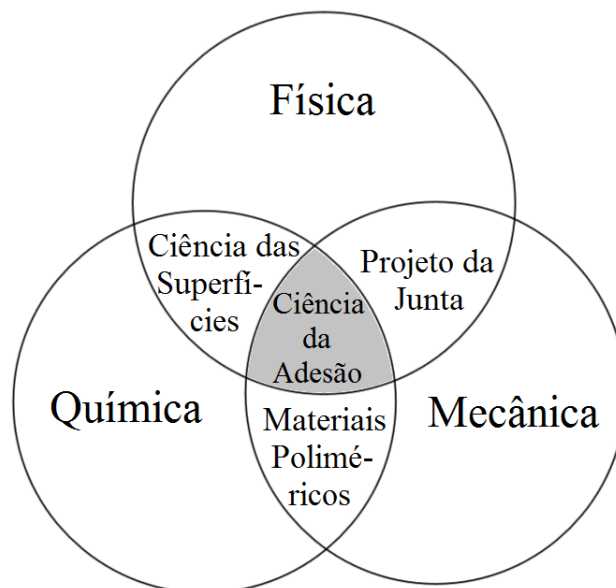 Física
Ciência das
Superfí-
cies
Projeto da
Junta
Ciência
da
Adesão
Química
Mecânica
Materiais
Polimé-
ricos